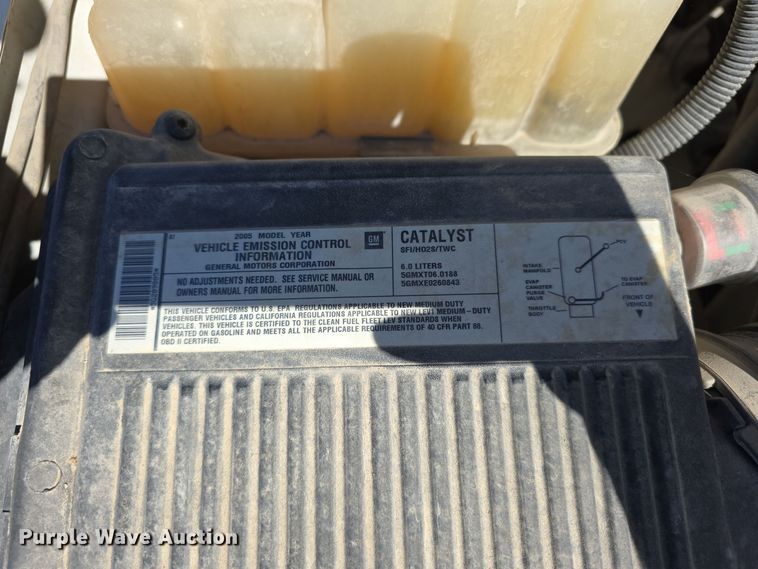 2005 MODEL YEAR
VEHICLE EMISSION CONTROL
INFORMATION
GENERAL MOTORS CORPORATION
GM
CATALYST
SFI/HO2S/TWC
6.0 LITERS
5GMXT06.0188
5GMXE0260843
NO ADJUSTMENTS NEEDED. SEE SERVICE MANUAL OR
OWNERS MANUAL FOR MORE INFORMATION.
THIS VEHICLE CONFORMS TO U.S. EPA REGULATIONS APPLICABLE TO NEW MEDIUM DUTY
PASSENGER VEHICLES AND CALIFORNIA REGULATIONS APPLICABLE TO NEW LEV1 MEDIUM-DUTY
VEHICLES. THIS VEHICLE IS CERTIFIED TO THE CLEAN FUEL FLEET LEV STANDARDS WHEN
OPERATED ON GASOLINE AND MEETS ALL THE APPLICABLE REQUIREMENTS OF 40 CFR PART 88.
OBD II CERTIFIED.
PCV
INTAKE
MANIFOLD
EVAP
CANISTER
PURGE
VALVE
TO EVAP
CANISTER
THROTTLE
BODY
FRONT OF
VEHICLE
Purple Wave Auction